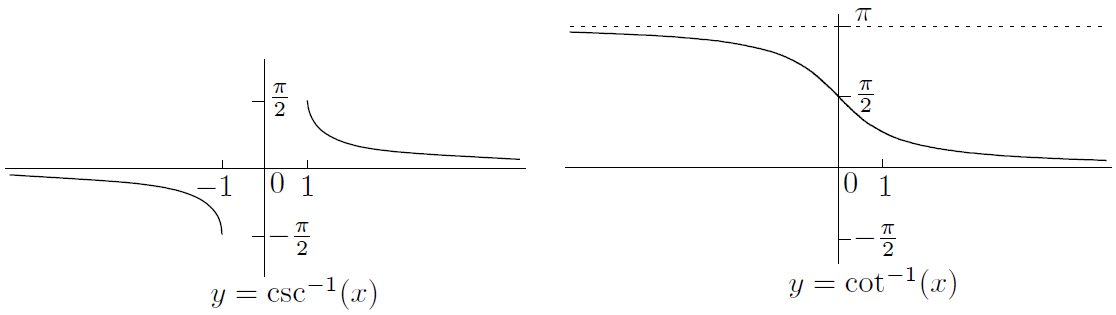 π/2
−1 0 1
−π/2
y = csc⁻¹(x)
π
π/2
0 1
−π/2
y = cot⁻¹(x)